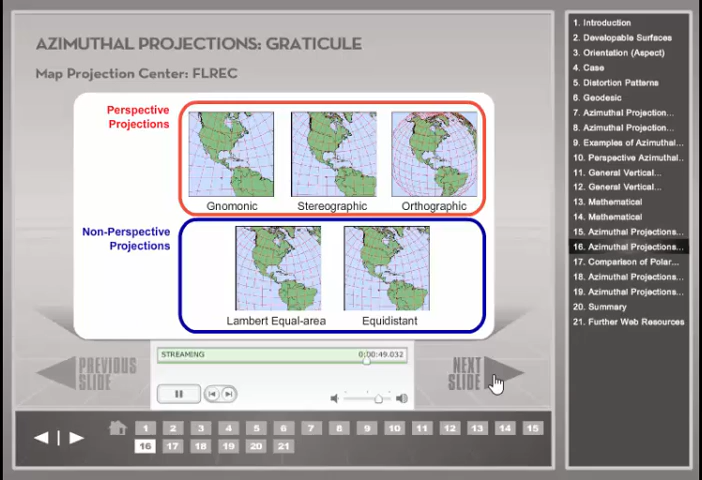 AZIMUTHAL PROJECTIONS: GRATICULE
Map Projection Center: FLREC
Perspective
Projections
Gnomonic
Stereographic
Orthographic
Non-Perspective
Projections
Lambert Equal-area
Equidistant
STREAMING
0:00:49.032
PREVIOUS
SLIDE
NEXT
SLIDE
1 2 3 4 5 6 7 8 9 10 11 12 13 14 15
16 17 18 19 20 21
1. Introduction
2. Developable Surfaces
3. Orientation (Aspect)
4. Case
5. Distortion Patterns
6. Geodesic
7. Azimuthal Projection...
8. Azimuthal Projection...
9. Examples of Azimuthal...
10. Perspective Azimuthal...
11. General Vertical...
12. General Vertical...
13. Mathematical
14. Mathematical
15. Azimuthal Projections...
16. Azimuthal Projections...
17. Comparison of Polar...
18. Azimuthal Projections...
19. Azimuthal Projections...
20. Summary
21. Further Web Resources